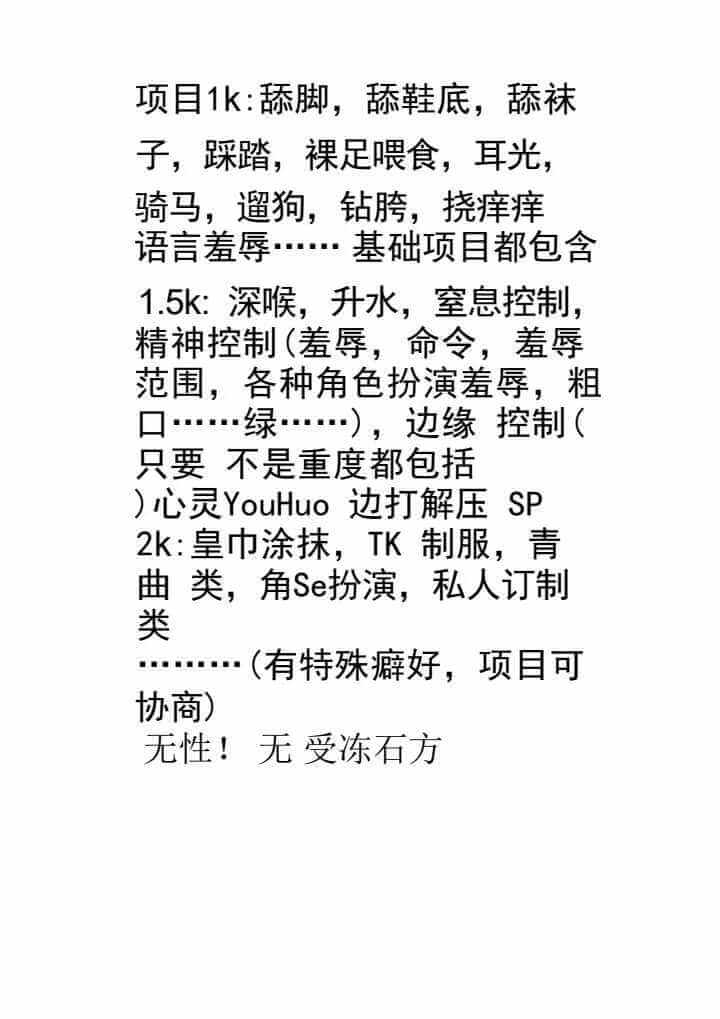 项目1k:舔脚，舔鞋底，舔袜
子，踩踏，裸足喂食，耳光，
骑马，遛狗，钻胯，挠痒痒
语言羞辱…… 基础项目都包含
1.5k: 深喉，升水，窒息控制，
精神控制(羞辱，命令，羞辱
范围，各种角色扮演羞辱，粗
口……绿……)，边缘 控制(
只要 不是重度都包括
)心灵YouHuo 边打解压 SP
2k:皇巾涂抹，TK 制服，青
曲 类，角Se扮演，私人订制
类
………(有特殊癖好，项目可
协商)
无性！ 无 受冻石方